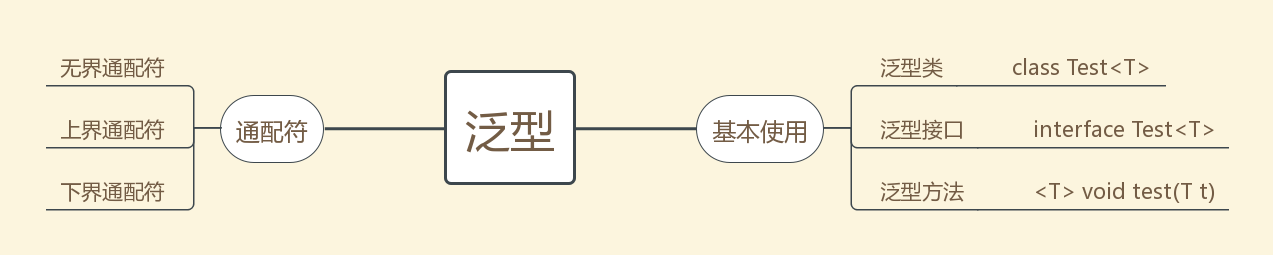 泛型
通配符
无界通配符
上界通配符
下界通配符
基本使用
泛型类 class Test<T>
泛型接口 interface Test<T>
泛型方法 <T> void test(T t)